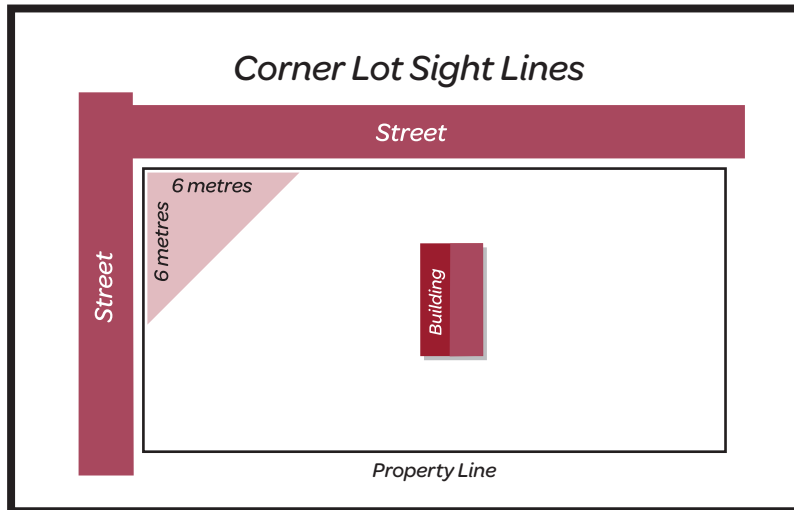 Corner Lot Sight Lines
Street
6 metres
6 metres
Street
Building
Property Line